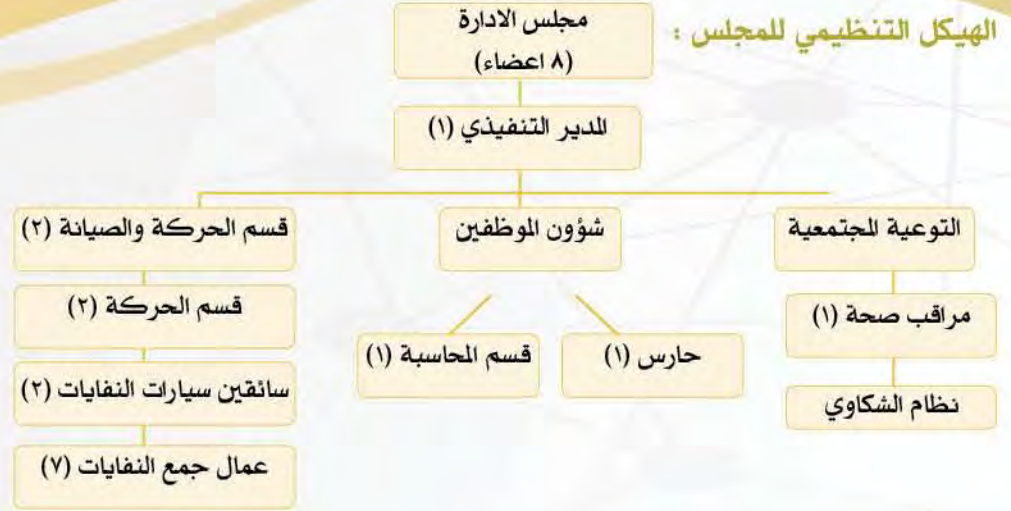 الهيكل التنظيمي للمجلس :
مجلس الادارة
(٨ اعضاء)
المدير التنفيذي (١)
التوعية المجتمعية
مراقب صحة (١)
نظام الشكاوي
شؤون الموظفين
حارس (١)
قسم المحاسبة (١)
قسم الحركة والصيانة (٢)
قسم الحركة (٢)
سائقين سيارات النفايات (٢)
عمال جمع النفايات (٧)